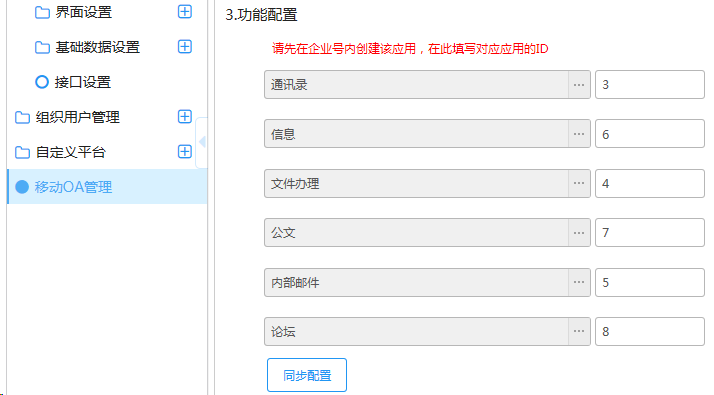 界面设置
基础数据设置
接口设置
组织用户管理
自定义平台
移动OA管理
3.功能配置
请先在企业号内创建该应用，在此填写对应应用的ID
通讯录 ... 3
信息 ... 6
文件办理 ... 4
公文 ... 7
内部邮件 ... 5
论坛 ... 8
同步配置